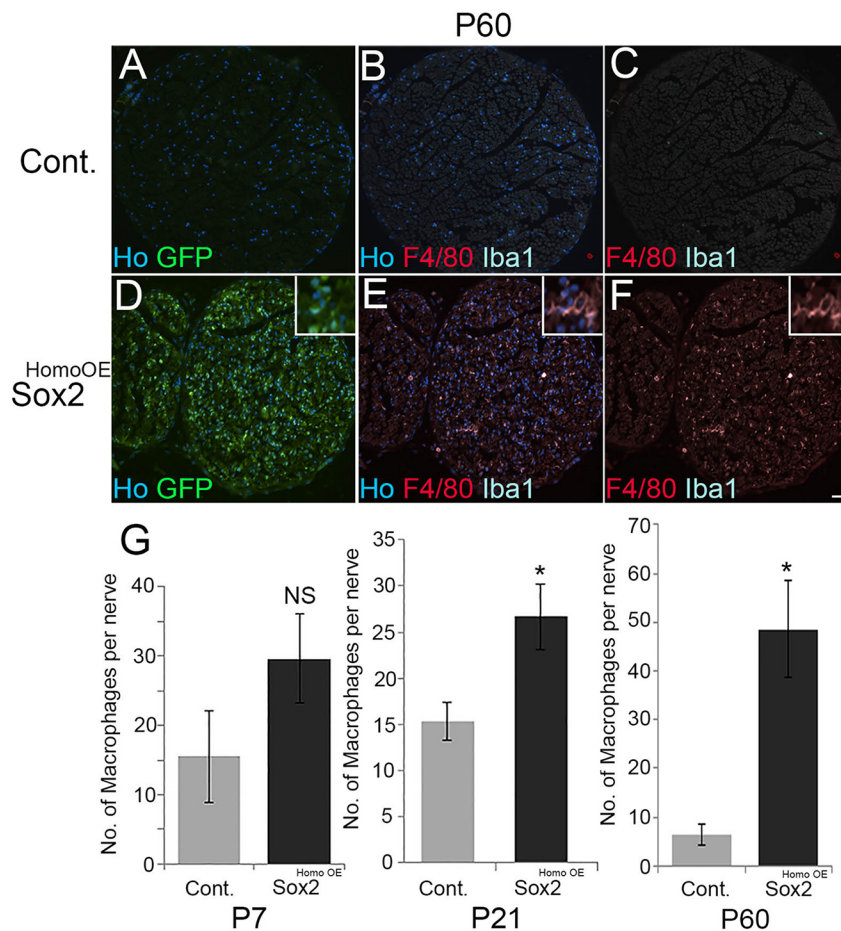 P60
A
B
C
Cont.
Ho GFP
Ho F4/80 Iba1
F4/80 Iba1
D
E
F
HomoOE
Sox2
Ho GFP
Ho F4/80 Iba1
F4/80 Iba1
G
No. of Macrophages per nerve
40
30
20
10
0
NS
Cont.
Sox2 Homo OE
P7
No. of Macrophages per nerve
35
30
25
20
15
10
5
0
*
Cont.
Sox2 Homo OE
P21
No. of Macrophages per nerve
70
60
50
40
30
20
10
0
*
Cont.
Sox2 Homo OE
P60